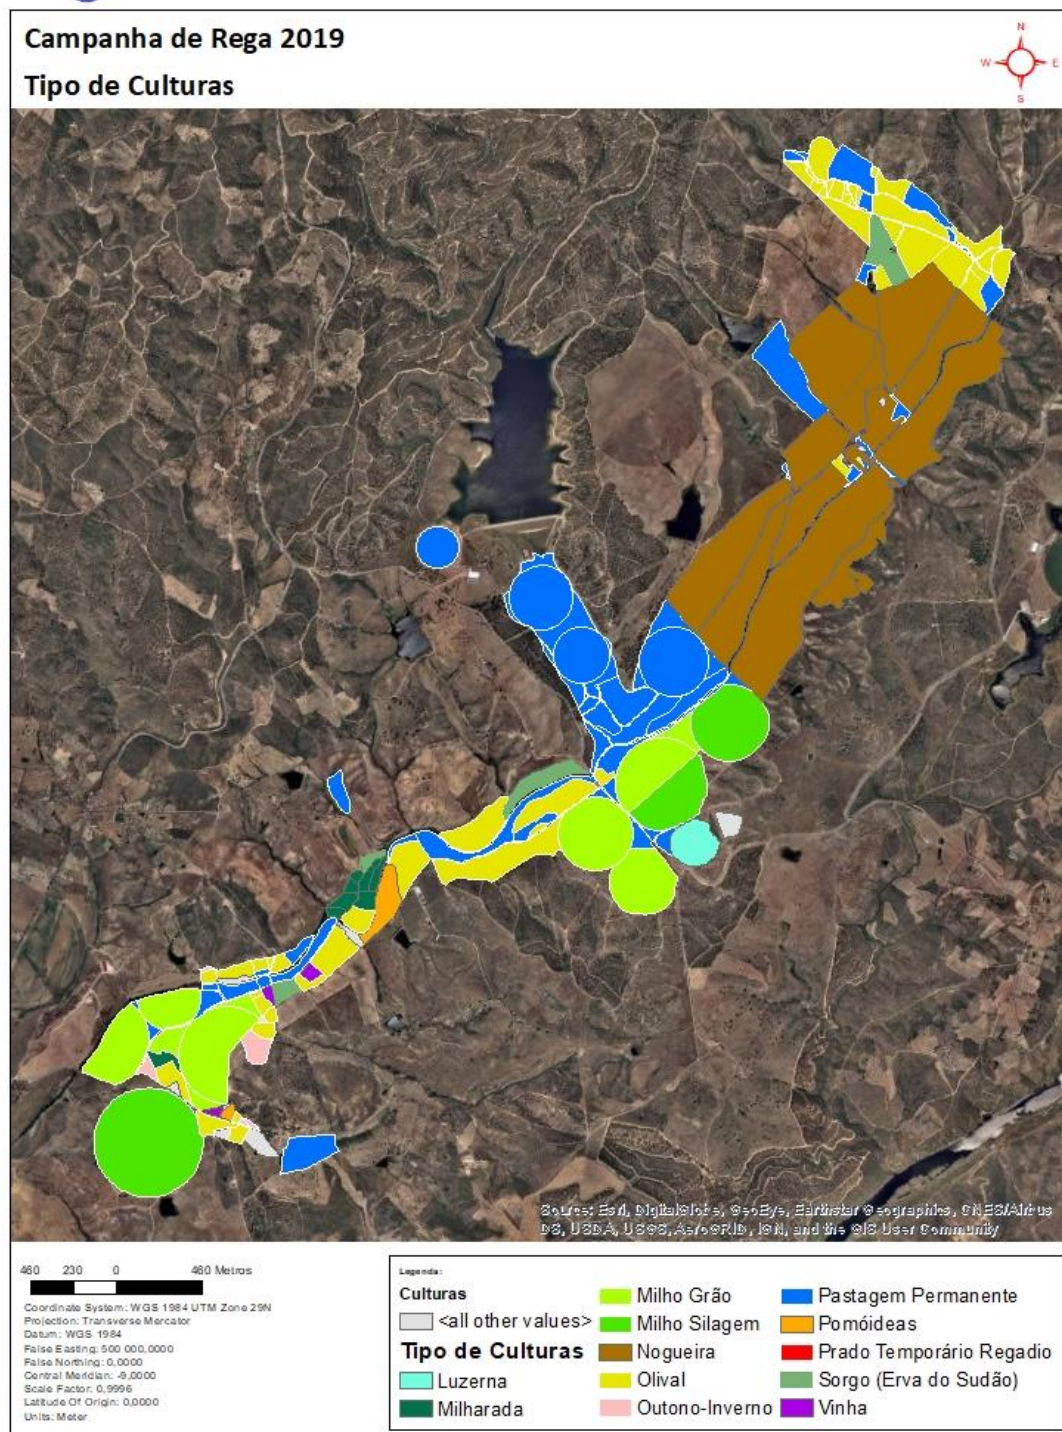 Campanha de Rega 2019
Tipo de Culturas
N
W E
S
Source: Esri, DigitalGlobe, GeoEye, Earthstar Geographics, CNES/Airbus
DS, USDA, USGS, AeroGRID, IGN, and the GIS User Community
460 230 0 460 Metros
Coordinate System: WGS 1984 UTM Zone 29N
Projection: Transverse Mercator
Datum: WGS 1984
False Easting: 500 000,0000
False Northing: 0,0000
Central Meridian: -9,0000
Scale Factor: 0,9996
Latitude Of Origin: 0,0000
Units: Meter
Legenda:
Culturas
<all other values>
Tipo de Culturas
Luzerna
Milharada
Milho Grão
Milho Silagem
Nogueira
Olival
Outono-Inverno
Pastagem Permanente
Pomóideas
Prado Temporário Regadio
Sorgo (Erva do Sudão)
Vinha